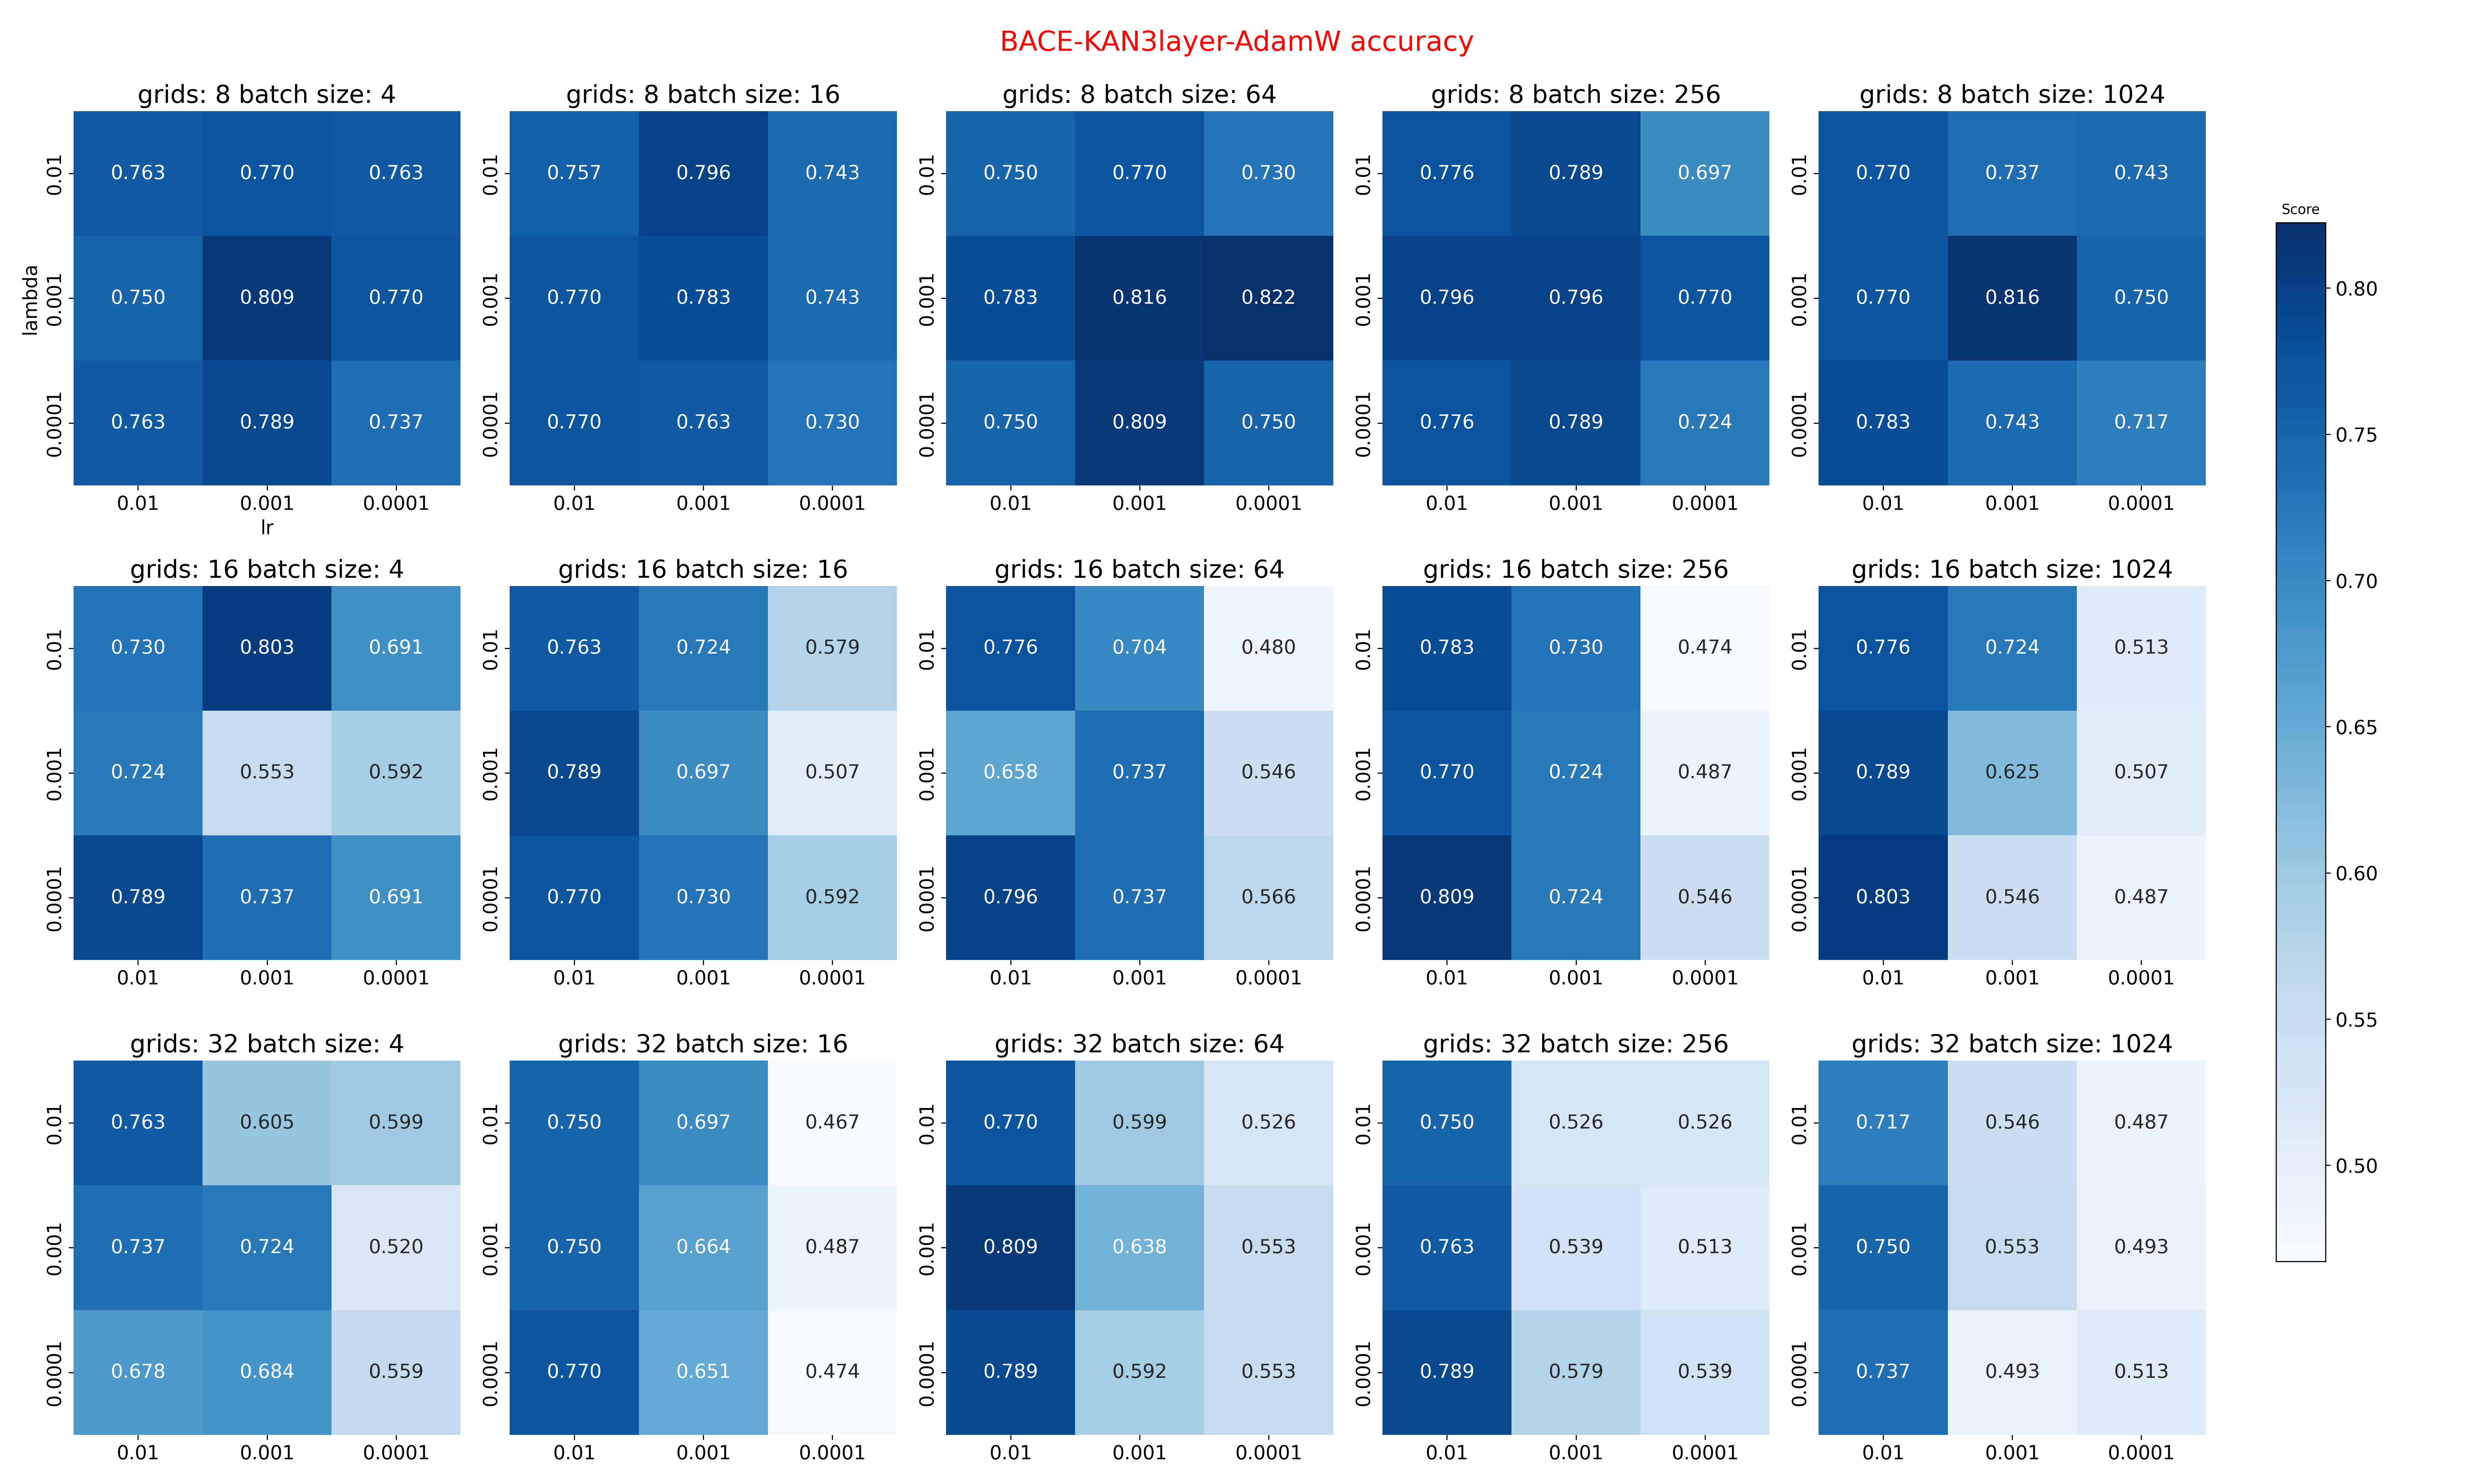 BACE-KAN3layer-AdamW accuracy
grids: 8 batch size: 4
grids: 8 batch size: 16
grids: 8 batch size: 64
grids: 8 batch size: 256
grids: 8 batch size: 1024
Score
lambda
0.01 0.763 0.770 0.763
0.01 0.757 0.796 0.743
0.01 0.750 0.770 0.730
0.01 0.776 0.789 0.697
0.01 0.770 0.737 0.743
0.001 0.750 0.809 0.770
0.001 0.770 0.783 0.743
0.001 0.783 0.816 0.822
0.001 0.796 0.796 0.770
0.001 0.770 0.816 0.750
0.0001 0.763 0.789 0.737
0.0001 0.770 0.763 0.730
0.0001 0.750 0.809 0.750
0.0001 0.776 0.789 0.724
0.0001 0.783 0.743 0.717
0.01 0.001 0.0001
0.01 0.001 0.0001
0.01 0.001 0.0001
0.01 0.001 0.0001
0.01 0.001 0.0001
lr
grids: 16 batch size: 4
grids: 16 batch size: 16
grids: 16 batch size: 64
grids: 16 batch size: 256
grids: 16 batch size: 1024
0.01 0.730 0.803 0.691
0.01 0.763 0.724 0.579
0.01 0.776 0.704 0.480
0.01 0.783 0.730 0.474
0.01 0.776 0.724 0.513
0.001 0.724 0.553 0.592
0.001 0.789 0.697 0.507
0.001 0.658 0.737 0.546
0.001 0.770 0.724 0.487
0.001 0.789 0.625 0.507
0.0001 0.789 0.737 0.691
0.0001 0.770 0.730 0.592
0.0001 0.796 0.737 0.566
0.0001 0.809 0.724 0.546
0.0001 0.803 0.546 0.487
0.01 0.001 0.0001
0.01 0.001 0.0001
0.01 0.001 0.0001
0.01 0.001 0.0001
0.01 0.001 0.0001
grids: 32 batch size: 4
grids: 32 batch size: 16
grids: 32 batch size: 64
grids: 32 batch size: 256
grids: 32 batch size: 1024
0.01 0.763 0.605 0.599
0.01 0.750 0.697 0.467
0.01 0.770 0.599 0.526
0.01 0.750 0.526 0.526
0.01 0.717 0.546 0.487
0.001 0.737 0.724 0.520
0.001 0.750 0.664 0.487
0.001 0.809 0.638 0.553
0.001 0.763 0.539 0.513
0.001 0.750 0.553 0.493
0.0001 0.678 0.684 0.559
0.0001 0.770 0.651 0.474
0.0001 0.789 0.592 0.553
0.0001 0.789 0.579 0.539
0.0001 0.737 0.493 0.513
0.01 0.001 0.0001
0.01 0.001 0.0001
0.01 0.001 0.0001
0.01 0.001 0.0001
0.01 0.001 0.0001
0.80
0.75
0.70
0.65
0.60
0.55
0.50